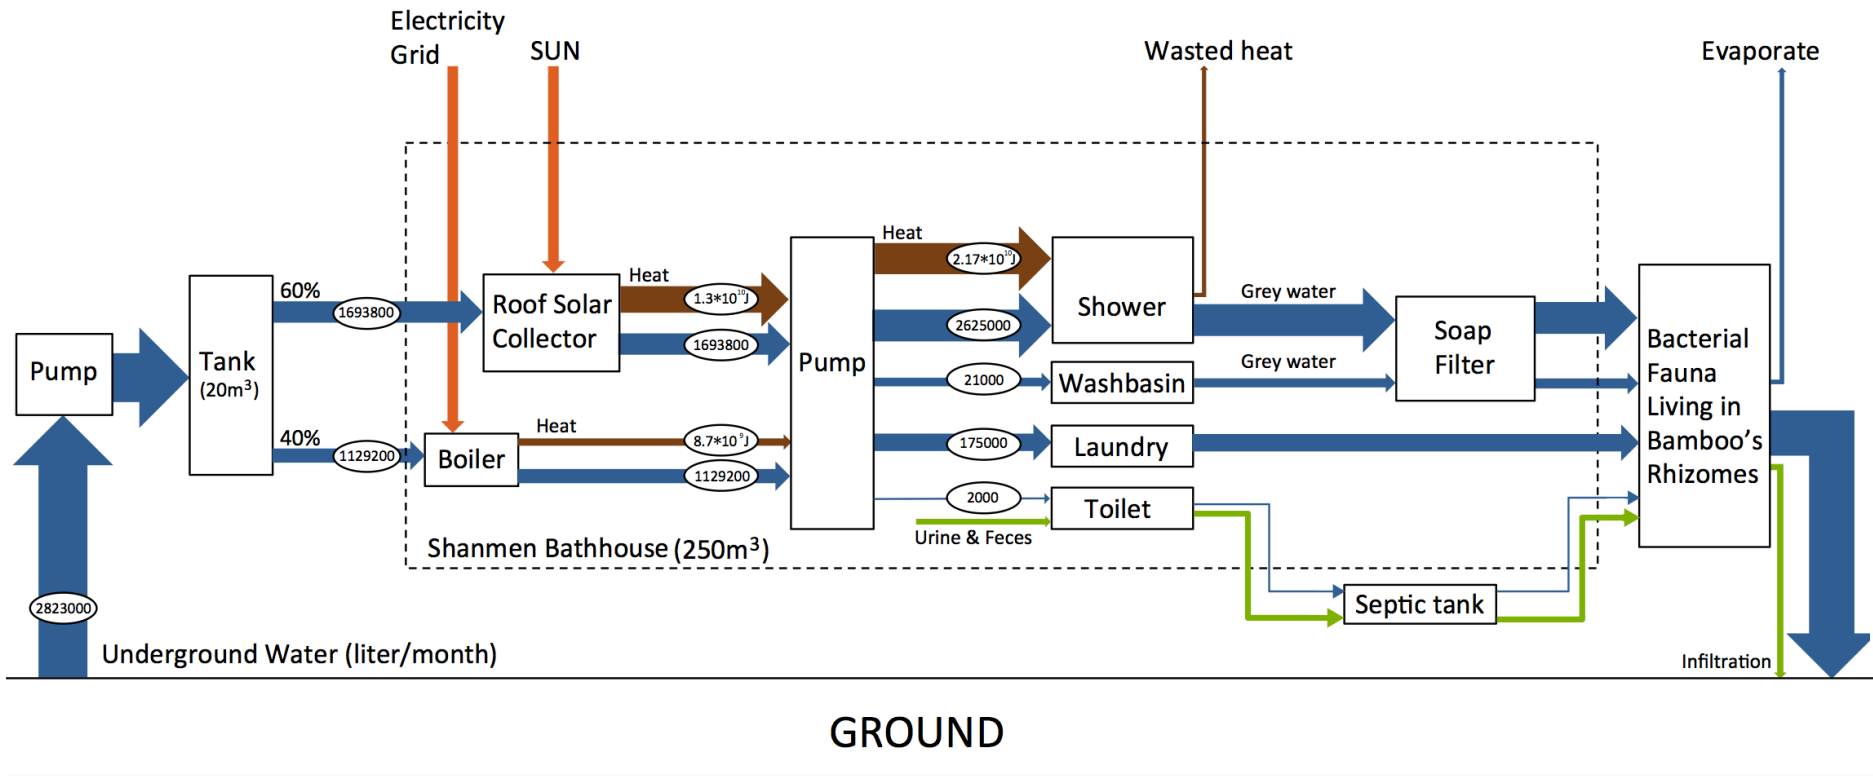 Electricity
Grid
SUN
Wasted heat
Evaporate
Heat
2.17*10¹⁰J
60%
1693800
Roof Solar
Collector
Heat
1.3*10¹⁰J
1693800
Shower
2625000
Grey water
Soap
Filter
Pump
Tank
(20m³)
Pump
21000
Washbasin
Grey water
Bacterial
Fauna
Living in
Bamboo's
Rhizomes
40%
1129200
Boiler
Heat
8.7*10⁹J
1129200
175000
Laundry
2000
Toilet
Urine & Feces
Shanmen Bathhouse (250m³)
Septic tank
2823000
Underground Water (liter/month)
Infiltration
GROUND